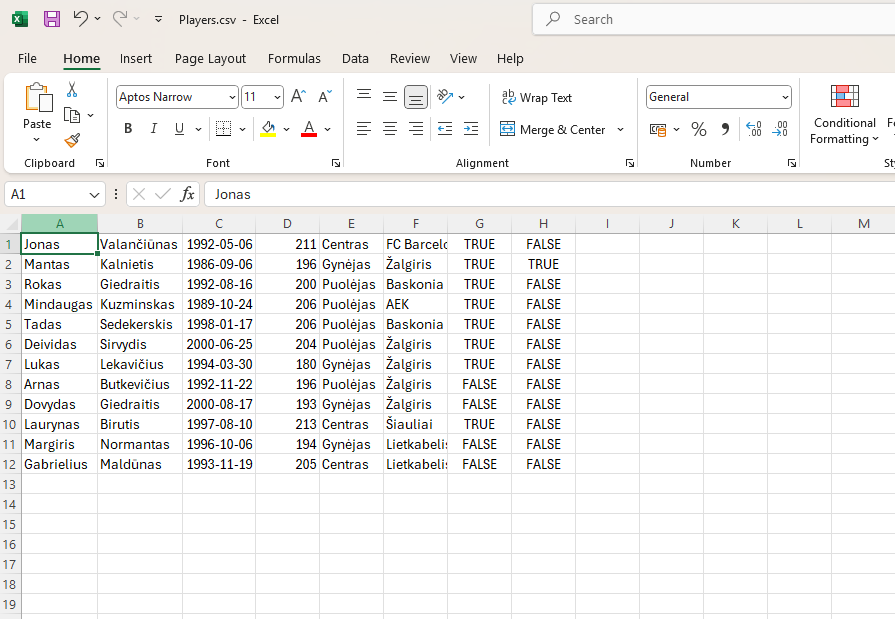 Players.csv - Excel
Search
File Home Insert Page Layout Formulas Data Review View Help
Paste
Clipboard
Aptos Narrow 11
B I U
Font
Wrap Text
Merge & Center
Alignment
General
Number
Conditional
Formatting
A1 fx Jonas
A B C D E F G H I J K L M
1 Jonas Valančiūnas 1992-05-06 211 Centras FC Barcelo TRUE FALSE
2 Mantas Kalnietis 1986-09-06 196 Gynėjas Žalgiris TRUE TRUE
3 Rokas Giedraitis 1992-08-16 200 Puolėjas Baskonia TRUE FALSE
4 Mindaugas Kuzminskas 1989-10-24 206 Puolėjas AEK TRUE FALSE
5 Tadas Sedekerskis 1998-01-17 206 Puolėjas Baskonia TRUE FALSE
6 Deividas Sirvydis 2000-06-25 204 Puolėjas Žalgiris TRUE FALSE
7 Lukas Lekavičius 1994-03-30 180 Gynėjas Žalgiris TRUE FALSE
8 Arnas Butkevičius 1992-11-22 196 Puolėjas Žalgiris FALSE FALSE
9 Dovydas Giedraitis 2000-08-17 193 Gynėjas Žalgiris FALSE FALSE
10 Laurynas Birutis 1997-08-10 213 Centras Šiauliai TRUE FALSE
11 Margiris Normantas 1996-10-06 194 Gynėjas Lietkabelis FALSE FALSE
12 Gabrielius Maldūnas 1993-11-19 205 Centras Lietkabelis FALSE FALSE
13
14
15
16
17
18
19